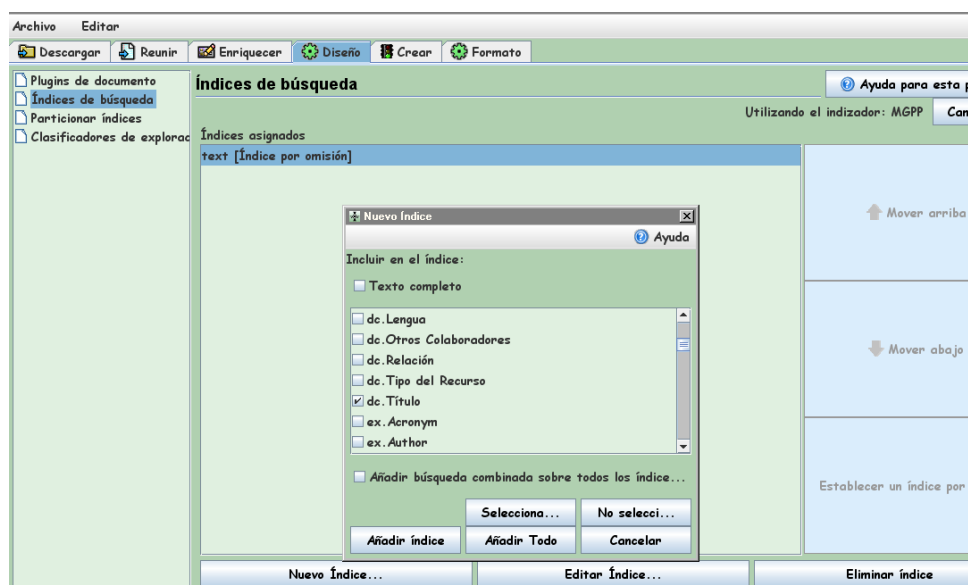 Archivo Editar
Descargar Reunir Enriquecer Diseño Crear Formato
Plugins de documento
Índices de búsqueda
Particionar índices
Clasificadores de explorac
Índices de búsqueda
Ayuda para esta p
Utilizando el indizador: MGPP Can
Índices asignados
text [Índice por omisión]
Nuevo Índice
Ayuda
Incluir en el índice:
Texto completo
dc.Lengua
dc.Otros Colaboradores
dc.Relación
dc.Tipo del Recurso
dc.Título
ex.Acronym
ex.Author
Añadir búsqueda combinada sobre todos los índice...
Selecciona... No selecci...
Añadir índice Añadir Todo Cancelar
Mover arriba
Mover abajo
Establecer un índice por
Nuevo Índice... Editar Índice... Eliminar índice